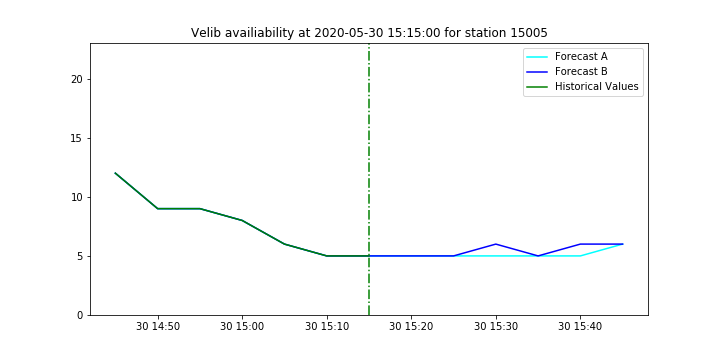 Velib availiability at 2020-05-30 15:15:00 for station 15005
Forecast A
Forecast B
Historical Values
20
15
10
5
0
30 14:50 30 15:00 30 15:10 30 15:20 30 15:30 30 15:40